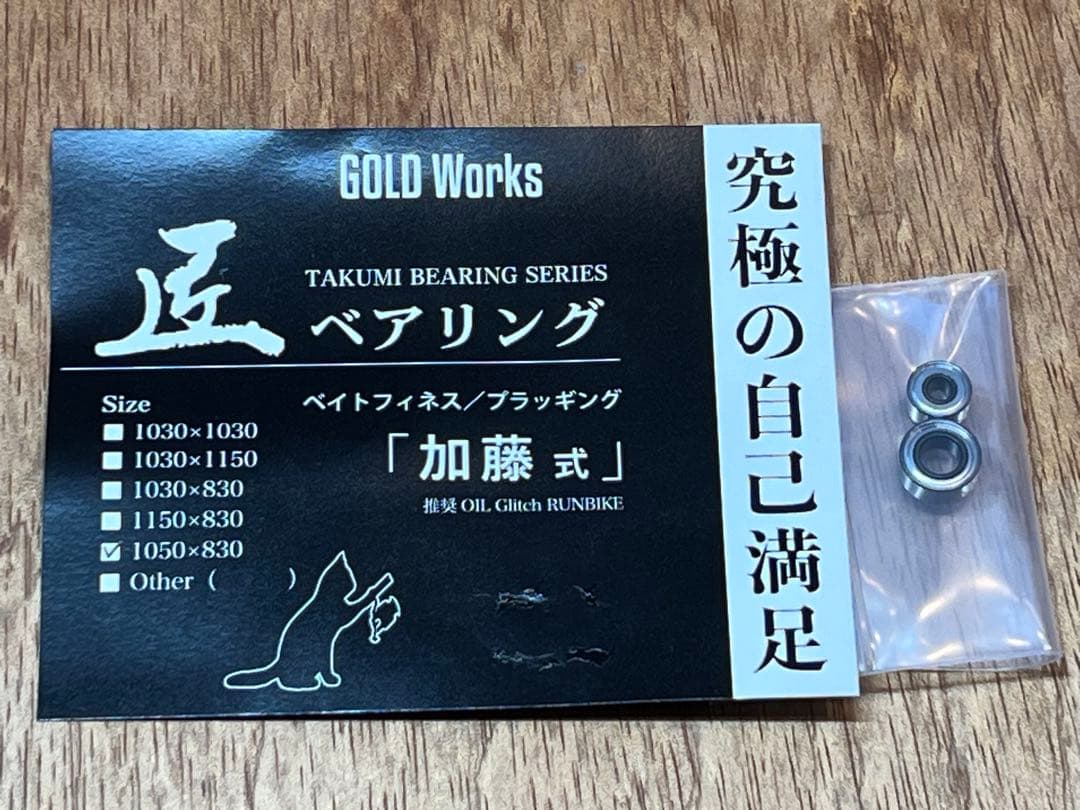 GOLD Works
匠
TAKUMI BEARING SERIES
ベアリング
Size
1030×1030
1030×1150
1030×830
1150×830
1050×830
Other (　　)
ベイトフィネス／プラッギング
「加藤 式」
推奨 OIL Glitch RUNBIKE
究極の自己満足